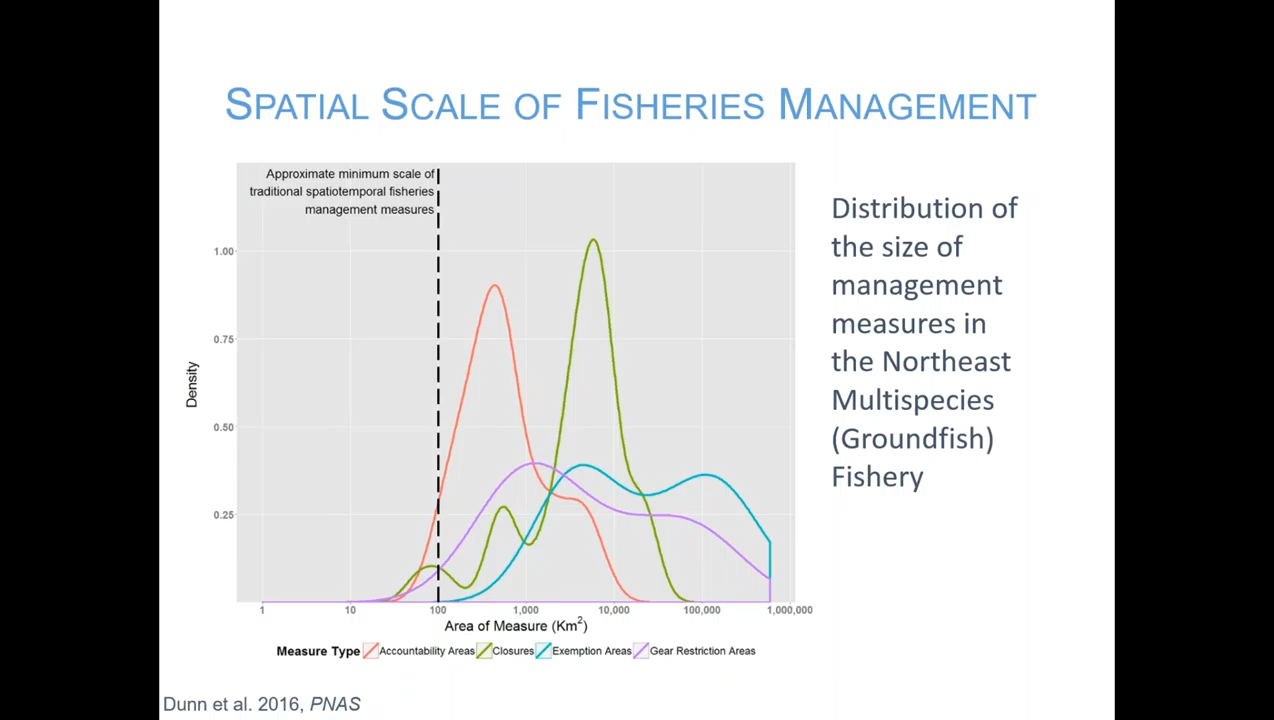 SPATIAL SCALE OF FISHERIES MANAGEMENT
Approximate minimum scale of
traditional spatiotemporal fisheries
management measures
1.00
0.75
0.50
0.25
Density
1 10 100 1,000 10,000 100,000 1,000,000
Area of Measure (Km²)
Measure Type Accountability Areas Closures Exemption Areas Gear Restriction Areas
Distribution of
the size of
management
measures in
the Northeast
Multispecies
(Groundfish)
Fishery
Dunn et al. 2016, PNAS